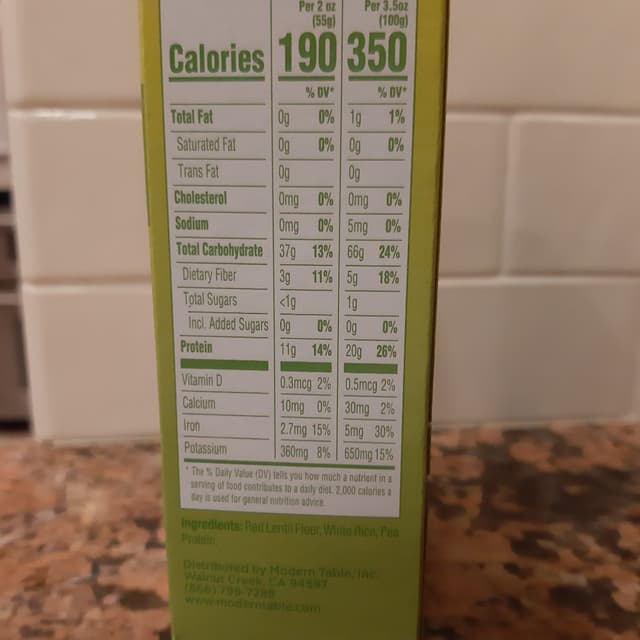 Per 2 oz (55g) Per 3.5oz (100g)
Calories 190 350
% DV* % DV*
Total Fat 0g 0% 1g 1%
Saturated Fat 0g 0% 0g 0%
Trans Fat 0g 0g
Cholesterol 0mg 0% 0mg 0%
Sodium 0mg 0% 5mg 0%
Total Carbohydrate 37g 13% 66g 24%
Dietary Fiber 3g 11% 5g 18%
Total Sugars <1g 1g
Incl. Added Sugars 0g 0% 0g 0%
Protein 11g 14% 20g 26%
Vitamin D 0.3mcg 2% 0.5mcg 2%
Calcium 10mg 0% 30mg 2%
Iron 2.7mg 15% 5mg 30%
Potassium 360mg 8% 650mg 15%
* The % Daily Value (DV) tells you how much a nutrient in a
serving of food contributes to a daily diet. 2,000 calories a
day is used for general nutrition advice.
Ingredients: Red Lentil Flour, White Rice, Pea
Protein
Distributed by Modern Table, Inc.
Walnut Creek, CA 94597
(866) 799-7288
www.moderntable.com